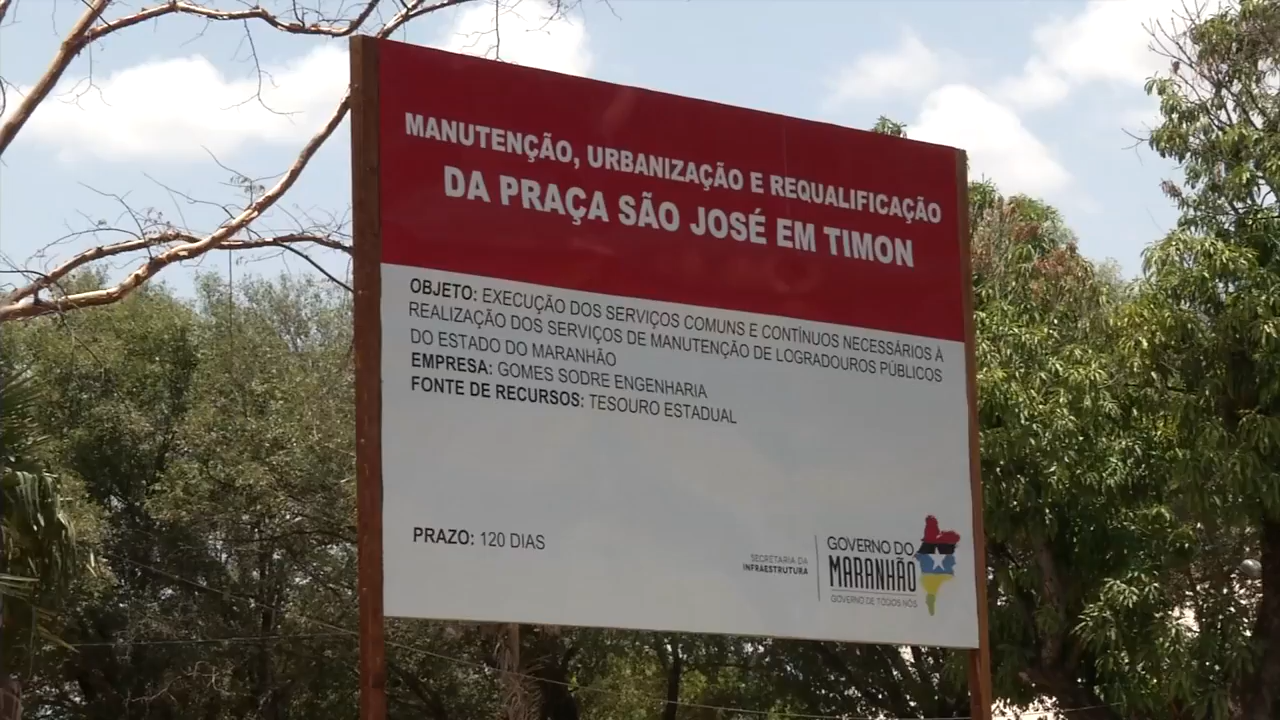 MANUTENÇÃO, URBANIZAÇÃO E REQUALIFICAÇÃO
DA PRAÇA SÃO JOSÉ EM TIMON
OBJETO: EXECUÇÃO DOS SERVIÇOS COMUNS E CONTÍNUOS NECESSÁRIOS À
REALIZAÇÃO DOS SERVIÇOS DE MANUTENÇÃO DE LOGRADOUROS PÚBLICOS
DO ESTADO DO MARANHÃO
EMPRESA: GOMES SODRE ENGENHARIA
FONTE DE RECURSOS: TESOURO ESTADUAL
PRAZO: 120 DIAS
SECRETARIA DA
INFRAESTRUTURA
GOVERNO DO
MARANHÃO
GOVERNO DE TODOS NÓS